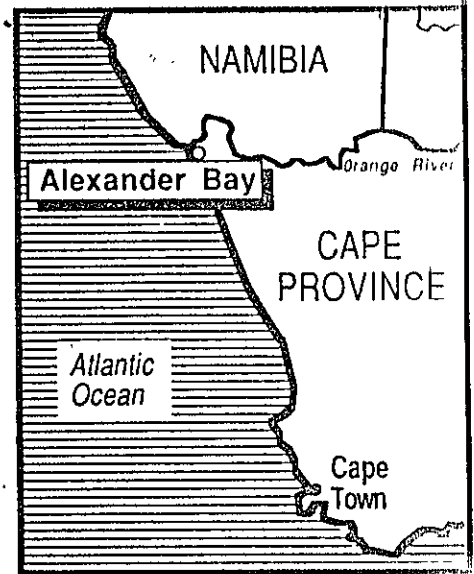 NAMIBIA
Orange River
Alexander Bay
CAPE
PROVINCE
Atlantic
Ocean
Cape
Town